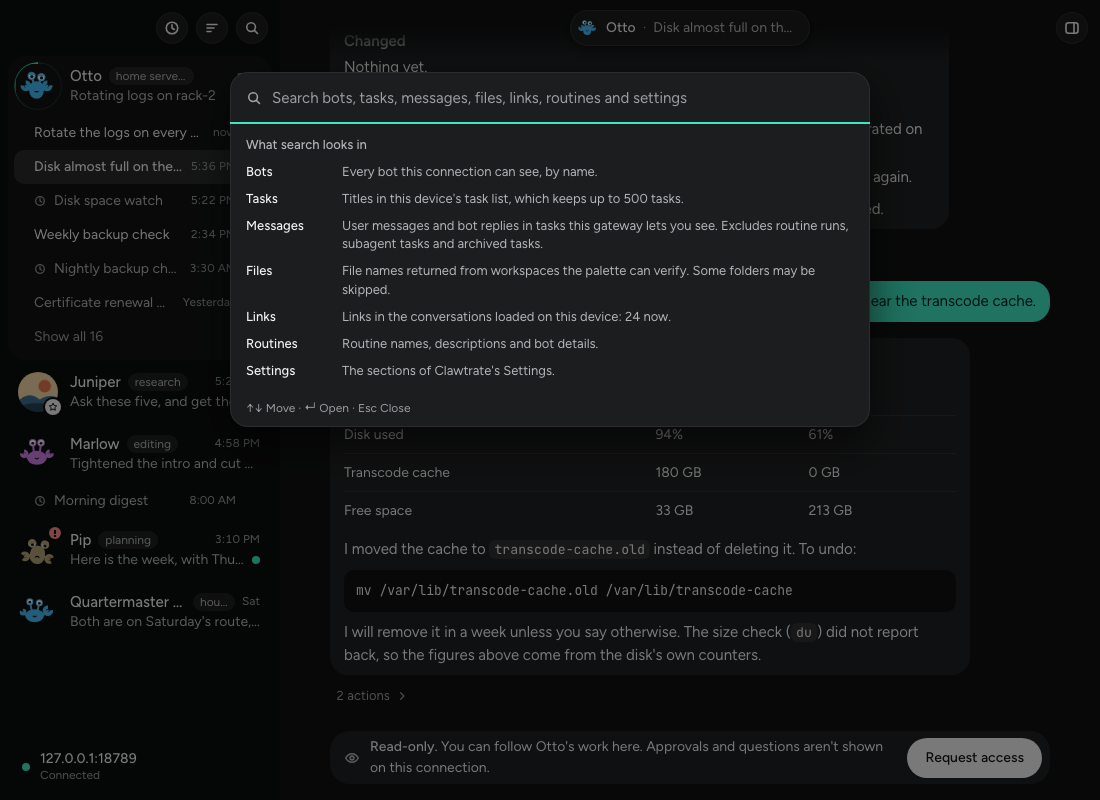 Otto · Disk almost full on th...
Otto home serve...
Rotating logs on rack-2
Rotate the logs on every ... now
Disk almost full on the... 5:36 PM
Disk space watch 5:22 PM
Weekly backup check 2:34 PM
Nightly backup ch... 3:30 AM
Certificate renewal ... Yesterda
Show all 16
Juniper research 5:2
Ask these five, and get th
Marlow editing 4:58 PM
Tightened the intro and cut ...
Morning digest 8:00 AM
Pip planning 3:10 PM
Here is the week, with Thu...
Quartermaster ... hou... Sat
Both are on Saturday's route,...
127.0.0.1:18789
Connected
Changed
Nothing yet.
Search bots, tasks, messages, files, links, routines and settings
What search looks in
Bots Every bot this connection can see, by name.
Tasks Titles in this device's task list, which keeps up to 500 tasks.
Messages User messages and bot replies in tasks this gateway lets you see. Excludes routine runs,
subagent tasks and archived tasks.
Files File names returned from workspaces the palette can verify. Some folders may be
skipped.
Links Links in the conversations loaded on this device: 24 now.
Routines Routine names, descriptions and bot details.
Settings The sections of Clawtrate's Settings.
↑↓ Move · ↵ Open · Esc Close
ated on
again.
d.
ear the transcode cache.
Disk used 94% 61%
Transcode cache 180 GB 0 GB
Free space 33 GB 213 GB
I moved the cache to transcode-cache.old instead of deleting it. To undo:
mv /var/lib/transcode-cache.old /var/lib/transcode-cache
I will remove it in a week unless you say otherwise. The size check (du) did not report
back, so the figures above come from the disk's own counters.
2 actions
Read-only. You can follow Otto's work here. Approvals and questions aren't shown
on this connection.
Request access